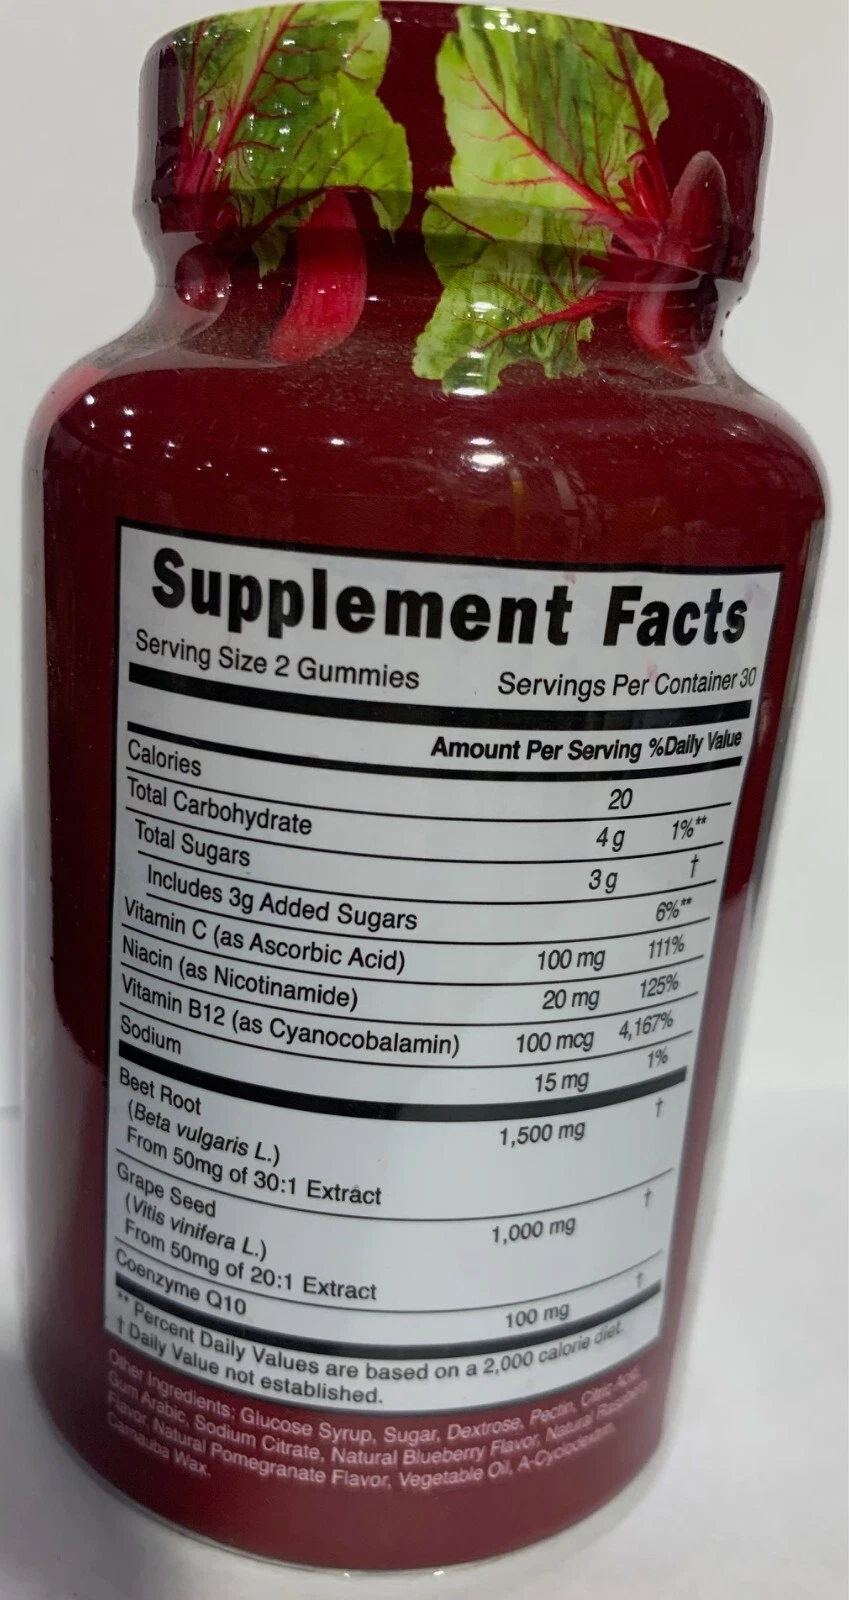 Supplement Facts
Serving Size 2 Gummies Servings Per Container 30
Amount Per Serving %Daily Value
Calories 20
Total Carbohydrate 4 g 1%**
Total Sugars 3 g †
Includes 3g Added Sugars 6%**
Vitamin C (as Ascorbic Acid) 100 mg 111%
Niacin (as Nicotinamide) 20 mg 125%
Vitamin B12 (as Cyanocobalamin) 100 mcg 4,167%
Sodium 15 mg 1%
Beet Root 1,500 mg †
(Beta vulgaris L.)
From 50mg of 30:1 Extract
Grape Seed 1,000 mg †
(Vitis vinifera L.)
From 50mg of 20:1 Extract
Coenzyme Q10 100 mg †
** Percent Daily Values are based on a 2,000 calorie diet.
† Daily Value not established.
Other Ingredients: Glucose Syrup, Sugar, Dextrose, Pectin, Citric Acid,
Gum Arabic, Sodium Citrate, Natural Blueberry Flavor, Natural Raspberry
Flavor, Natural Pomegranate Flavor, Vegetable Oil, A-Cyclodextrin,
Carnauba Wax.